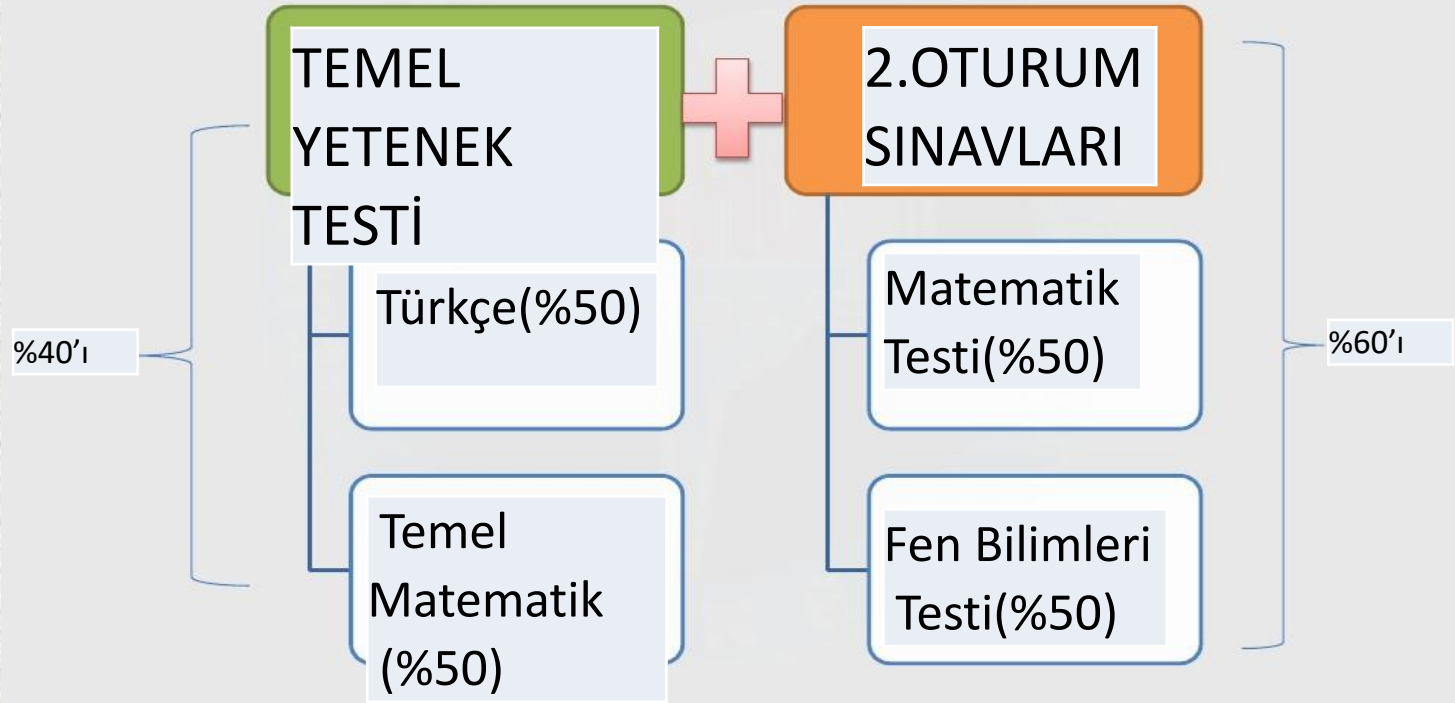 TEMEL
YETENEK
TESTİ
2.OTURUM
SINAVLARI
Türkçe(%50)
Matematik
Testi(%50)
%40’ı
%60’ı
Temel
Matematik
(%50)
Fen Bilimleri
Testi(%50)